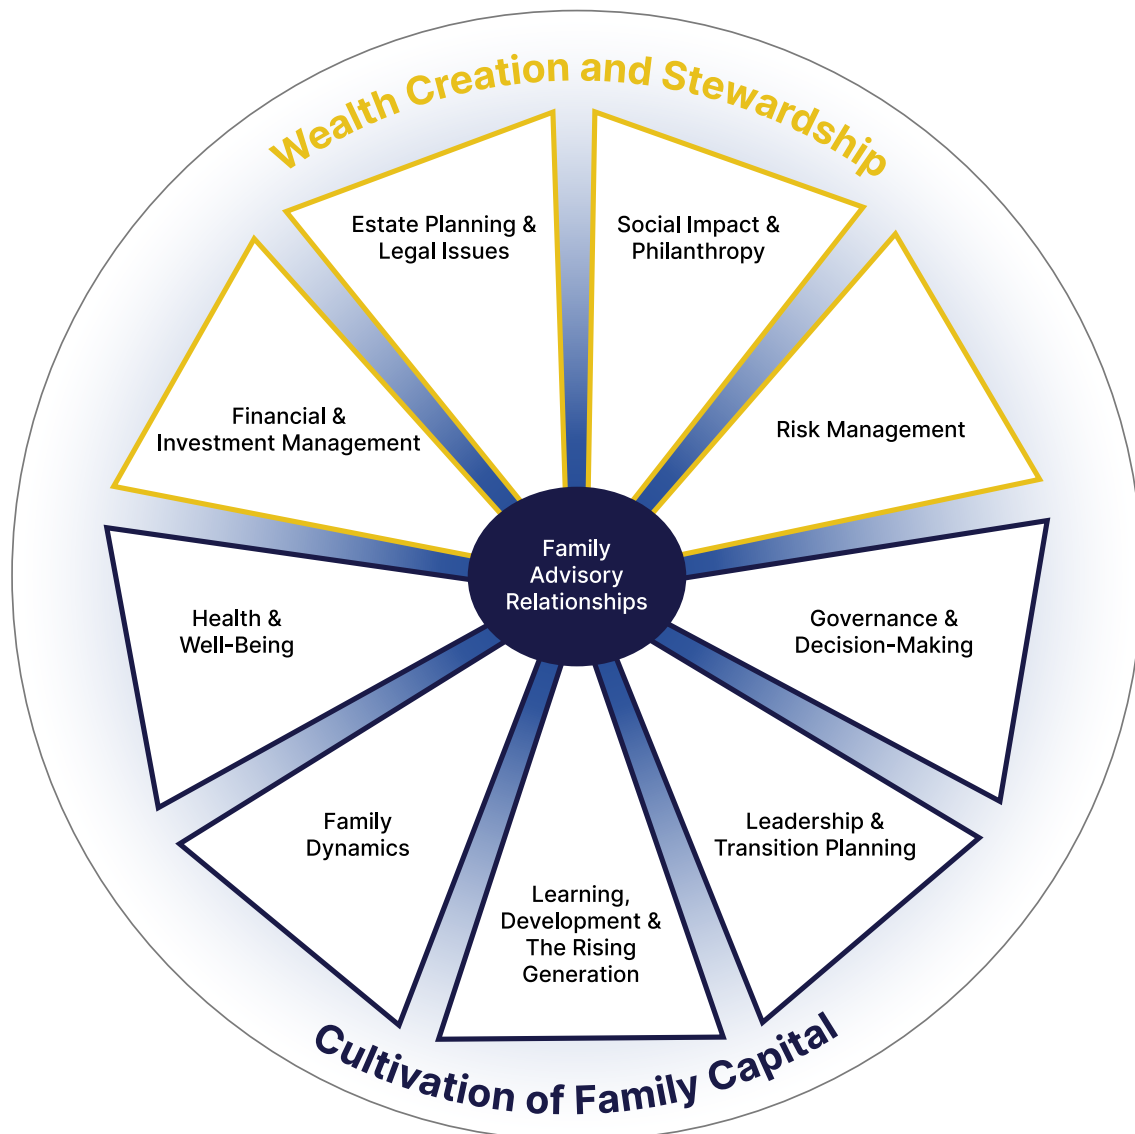 Wealth Creation and Stewardship
Estate Planning &
Legal Issues
Social Impact &
Philanthropy
Financial &
Investment Management
Risk Management
Family
Advisory
Relationships
Health &
Well-Being
Governance &
Decision-Making
Family
Dynamics
Leadership &
Transition Planning
Learning,
Development &
The Rising
Generation
Cultivation of Family Capital